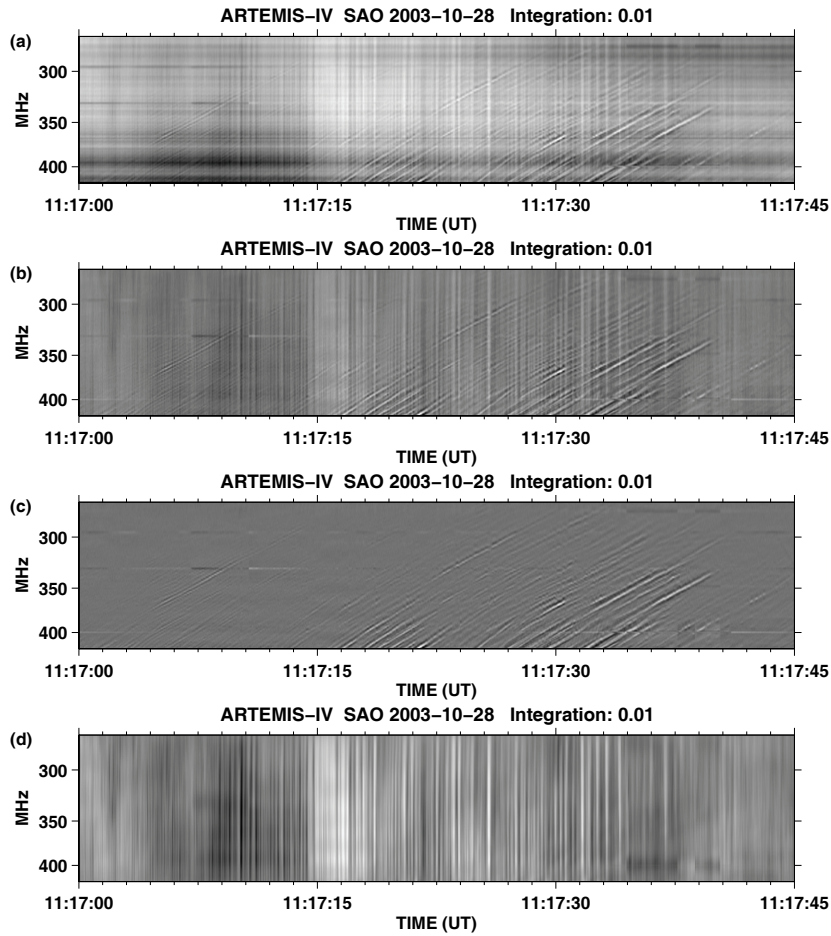 ARTEMIS–IV SAO 2003–10–28 Integration: 0.01
(a)
300
350
400
MHz
11:17:00 11:17:15 11:17:30 11:17:45
TIME (UT)
ARTEMIS–IV SAO 2003–10–28 Integration: 0.01
(b)
300
350
400
MHz
11:17:00 11:17:15 11:17:30 11:17:45
TIME (UT)
ARTEMIS–IV SAO 2003–10–28 Integration: 0.01
(c)
300
350
400
MHz
11:17:00 11:17:15 11:17:30 11:17:45
TIME (UT)
ARTEMIS–IV SAO 2003–10–28 Integration: 0.01
(d)
300
350
400
MHz
11:17:00 11:17:15 11:17:30 11:17:45
TIME (UT)